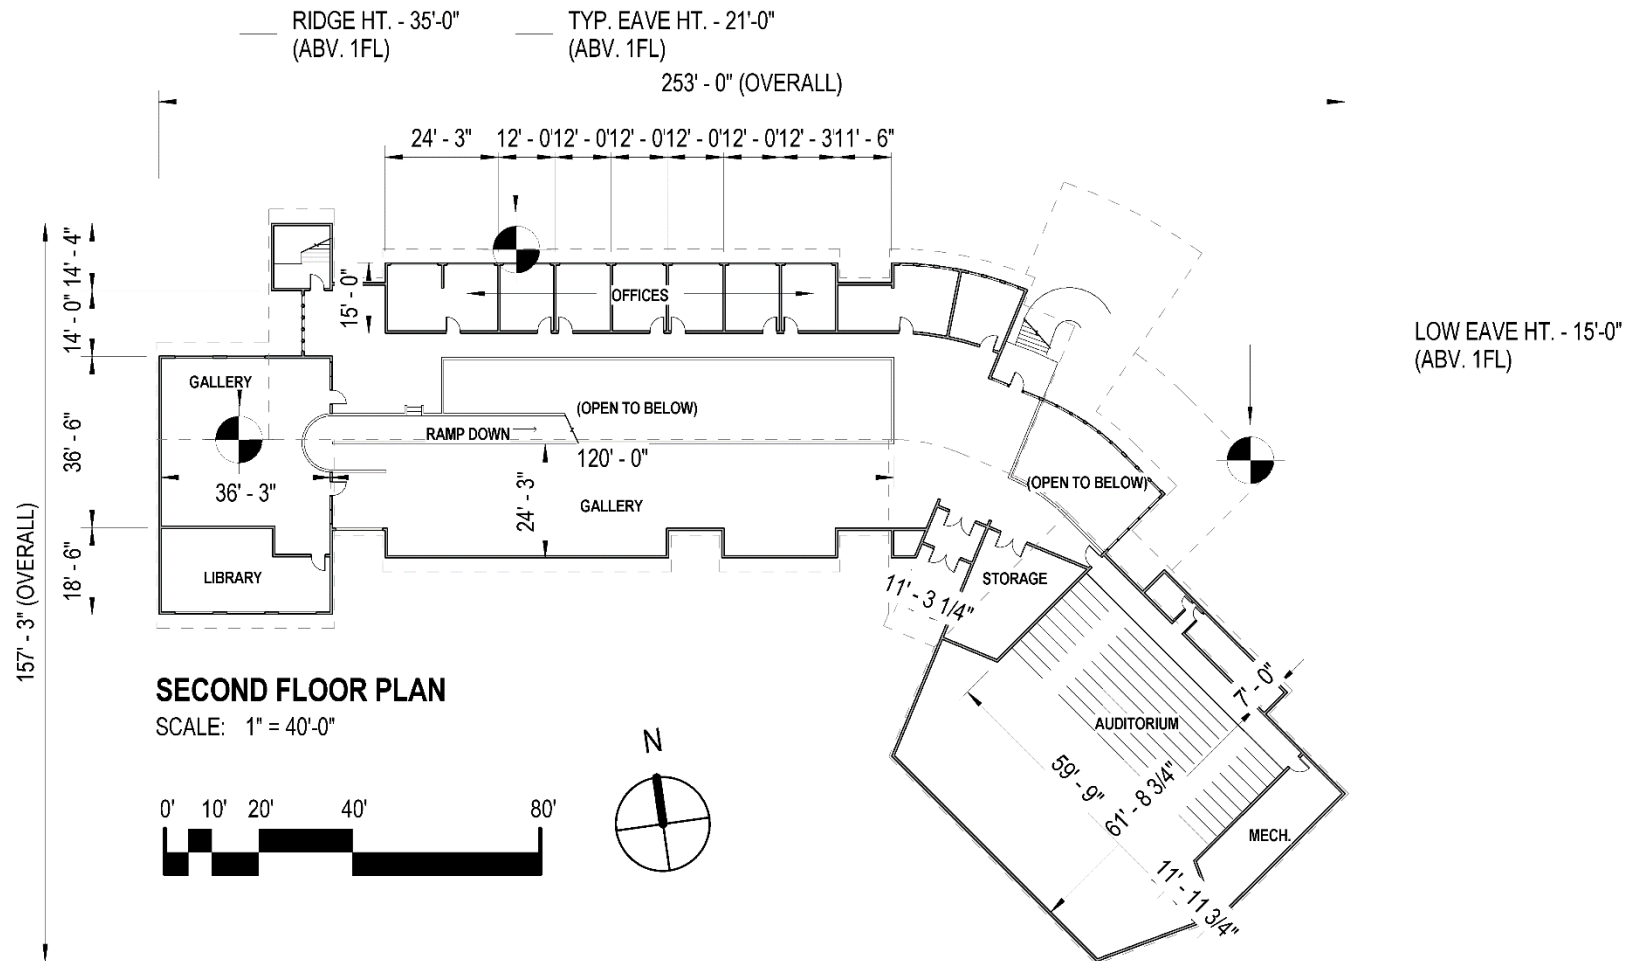 RIDGE HT. - 35'-0"
(ABV. 1FL)
TYP. EAVE HT. - 21'-0"
(ABV. 1FL)
253' - 0" (OVERALL)
24' - 3"
12' - 0"
12' - 0"
12' - 0"
12' - 0"
12' - 0"
12' - 3"
11' - 6"
14' - 4"
14' - 0"
36' - 6"
18' - 6"
157' - 3" (OVERALL)
15' - 0"
OFFICES
LOW EAVE HT. - 15'-0"
(ABV. 1FL)
GALLERY
(OPEN TO BELOW)
RAMP DOWN
120' - 0"
36' - 3"
24' - 3"
GALLERY
(OPEN TO BELOW)
LIBRARY
STORAGE
11' - 3 1/4"
7' - 0"
AUDITORIUM
59' - 9"
61' - 8 3/4"
MECH.
11' - 11 3/4"
SECOND FLOOR PLAN
SCALE: 1" = 40'-0"
N
0' 10' 20' 40' 80'